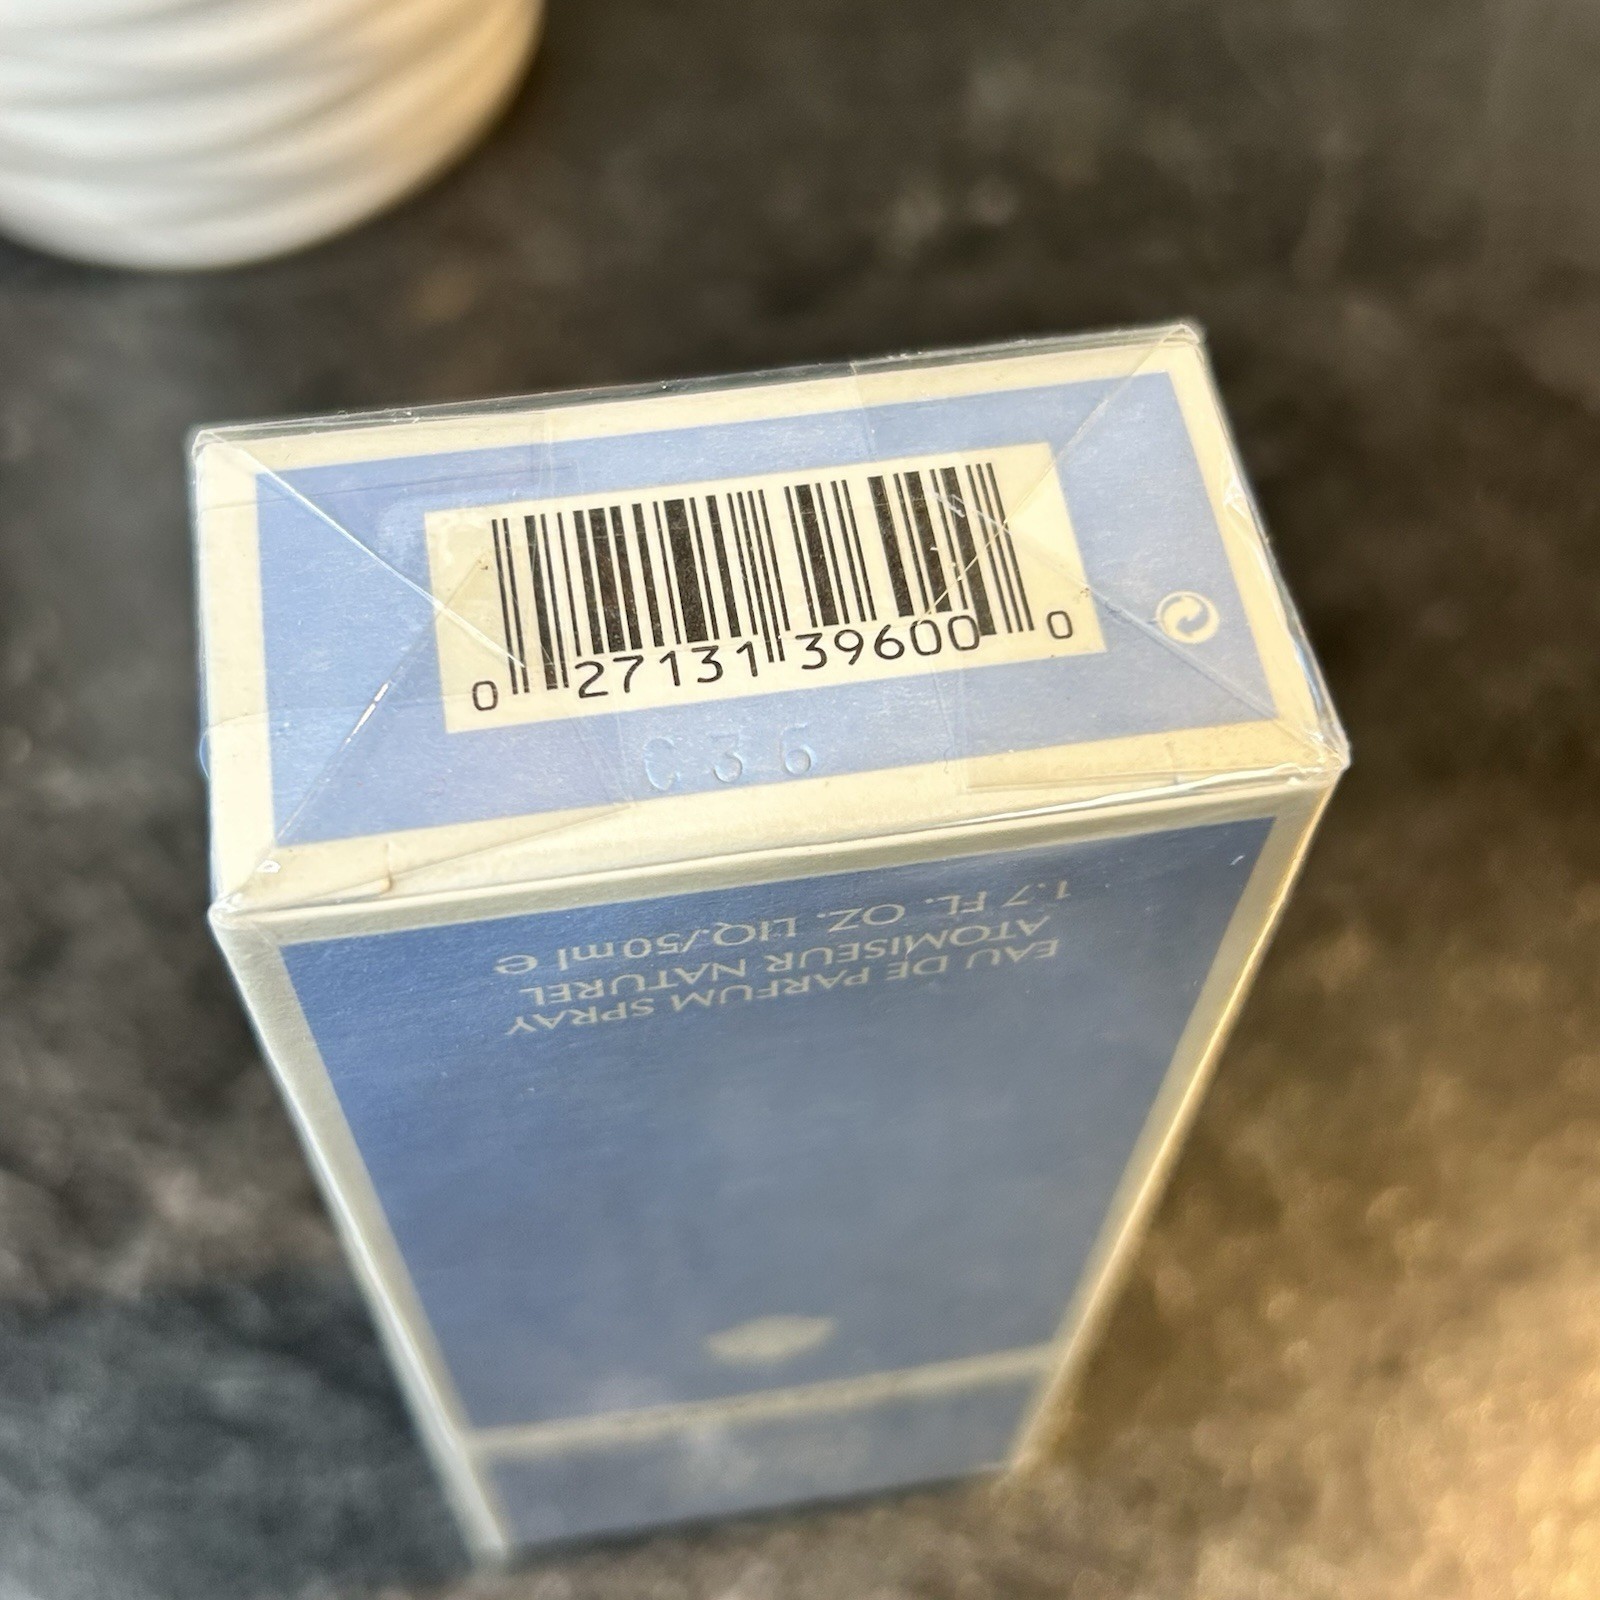 0 27131 39600 0
C36
EAU DE PARFUM SPRAY
ATOMISEUR NATUREL
1.7 FL. OZ. LIQ./50ml e